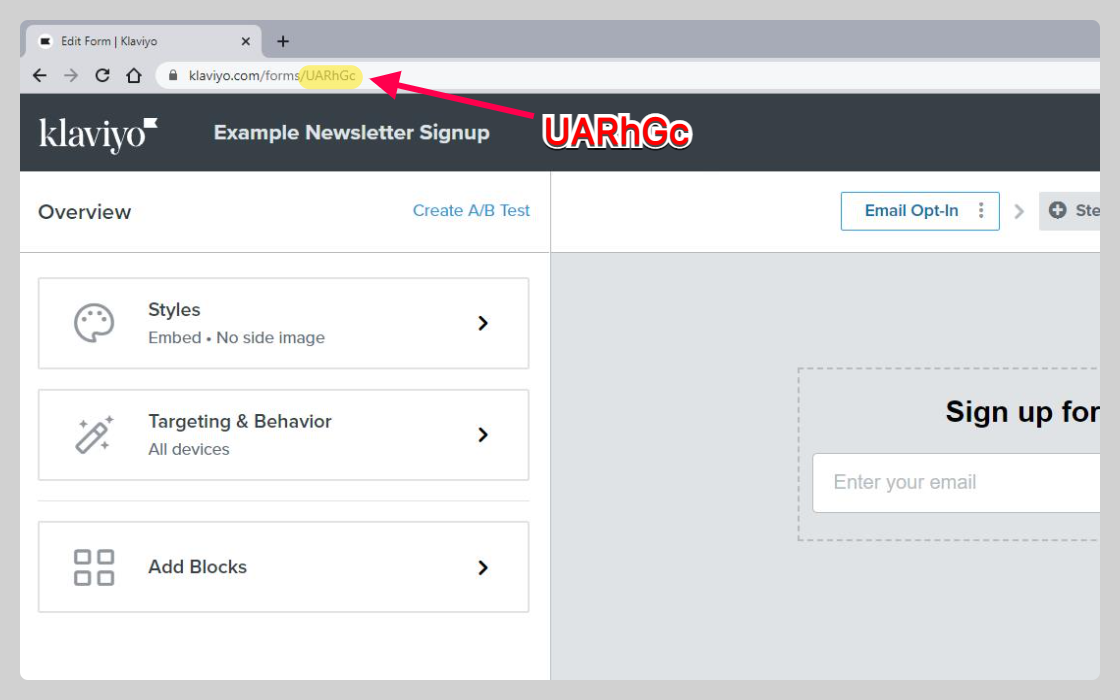 Edit Form | Klaviyo
klaviyo.com/forms/UARhGc
klaviyo
Example Newsletter Signup
UARhGc
Overview
Create A/B Test
Email Opt-In
Ste
Styles
Embed • No side image
Targeting & Behavior
All devices
Add Blocks
Sign up for
Enter your email